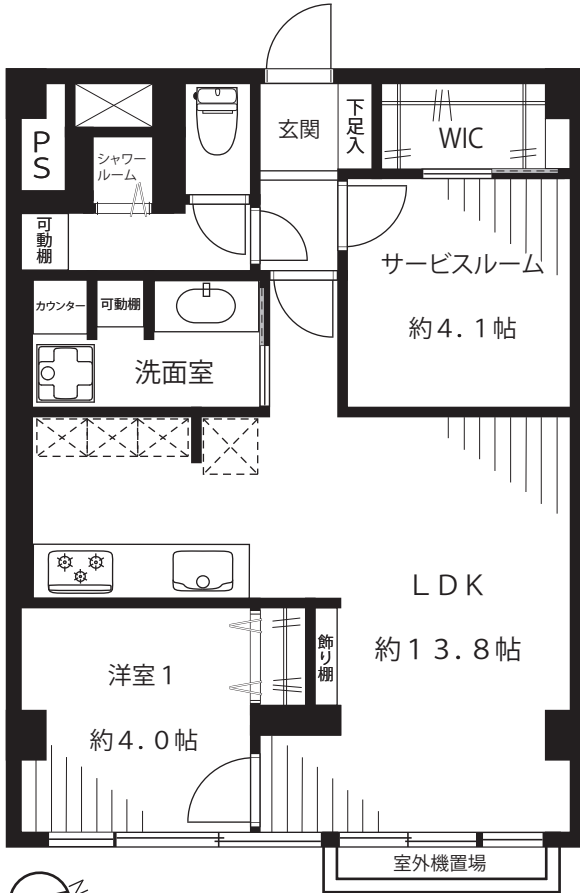 玄関
下足入
WIC
PS
シャワー
ルーム
可動棚
サービスルーム
約4.1帖
カウンター
可動棚
洗面室
LDK
約13.8帖
飾り棚
洋室1
約4.0帖
室外機置場